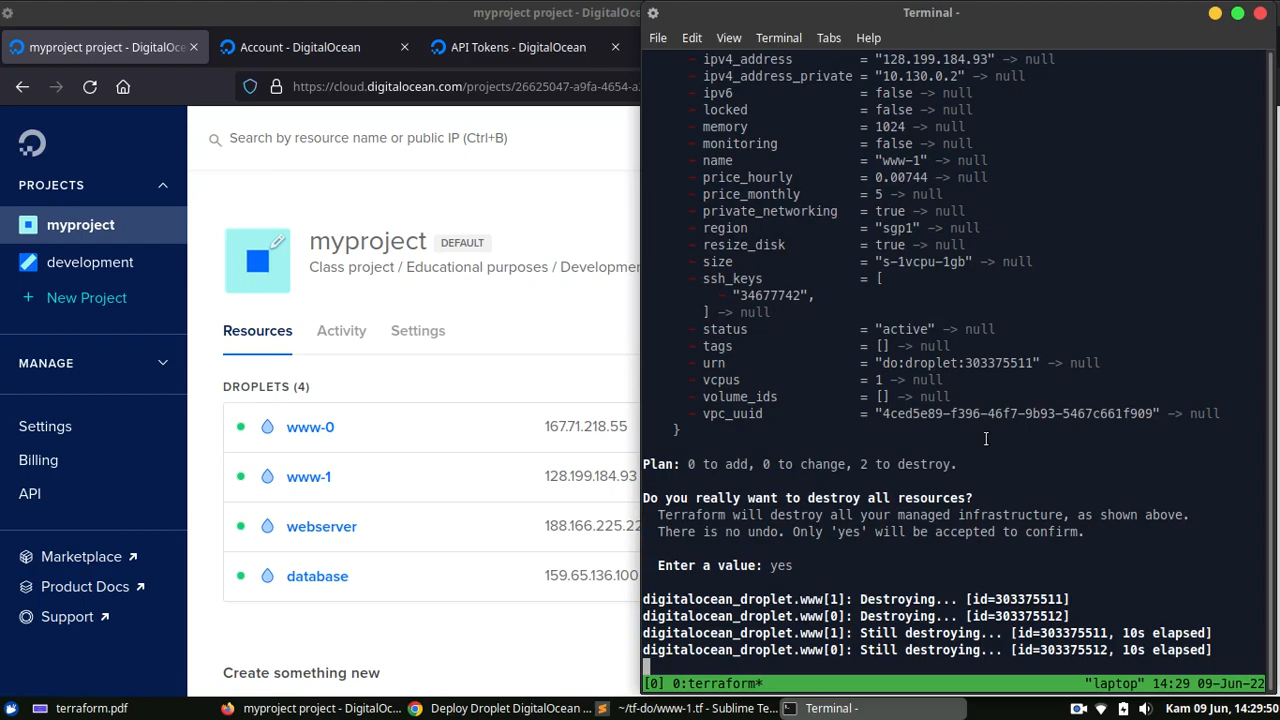 myproject project - DigitalOcean
myproject project - DigitalOce
Account - DigitalOcean
API Tokens - DigitalOcean
https://cloud.digitalocean.com/projects/26625047-a9fa-4654-a
Search by resource name or public IP (Ctrl+B)
PROJECTS
myproject
development
+ New Project
MANAGE
Settings
Billing
API
Marketplace
Product Docs
Support
myproject
DEFAULT
Class project / Educational purposes / Developmen
Resources
Activity
Settings
DROPLETS (4)
www-0 167.71.218.55
www-1 128.199.184.93
webserver 188.166.225.22
database 159.65.136.100
Create something new
Terminal -
File Edit View Terminal Tabs Help
- ipv4_address = "128.199.184.93" -> null
- ipv4_address_private = "10.130.0.2" -> null
- ipv6 = false -> null
- locked = false -> null
- memory = 1024 -> null
- monitoring = false -> null
- name = "www-1" -> null
- price_hourly = 0.00744 -> null
- price_monthly = 5 -> null
- private_networking = true -> null
- region = "sgp1" -> null
- resize_disk = true -> null
- size = "s-1vcpu-1gb" -> null
- ssh_keys = [
- "34677742",
] -> null
- status = "active" -> null
- tags = [] -> null
- urn = "do:droplet:303375511" -> null
- vcpus = 1 -> null
- volume_ids = [] -> null
- vpc_uuid = "4ced5e89-f396-46f7-9b93-5467c661f909" -> null
}
Plan: 0 to add, 0 to change, 2 to destroy.
Do you really want to destroy all resources?
Terraform will destroy all your managed infrastructure, as shown above.
There is no undo. Only 'yes' will be accepted to confirm.
Enter a value: yes
digitalocean_droplet.www[1]: Destroying... [id=303375511]
digitalocean_droplet.www[0]: Destroying... [id=303375512]
digitalocean_droplet.www[1]: Still destroying... [id=303375511, 10s elapsed]
digitalocean_droplet.www[0]: Still destroying... [id=303375512, 10s elapsed]
[0] 0:terraform* "laptop" 14:29 09-Jun-22
terraform.pdf
myproject project - DigitalOc...
Deploy Droplet DigitalOcean ...
~/tf-do/www-1.tf - Sublime Te...
Terminal -
Kam 09 Jun, 14:29:50